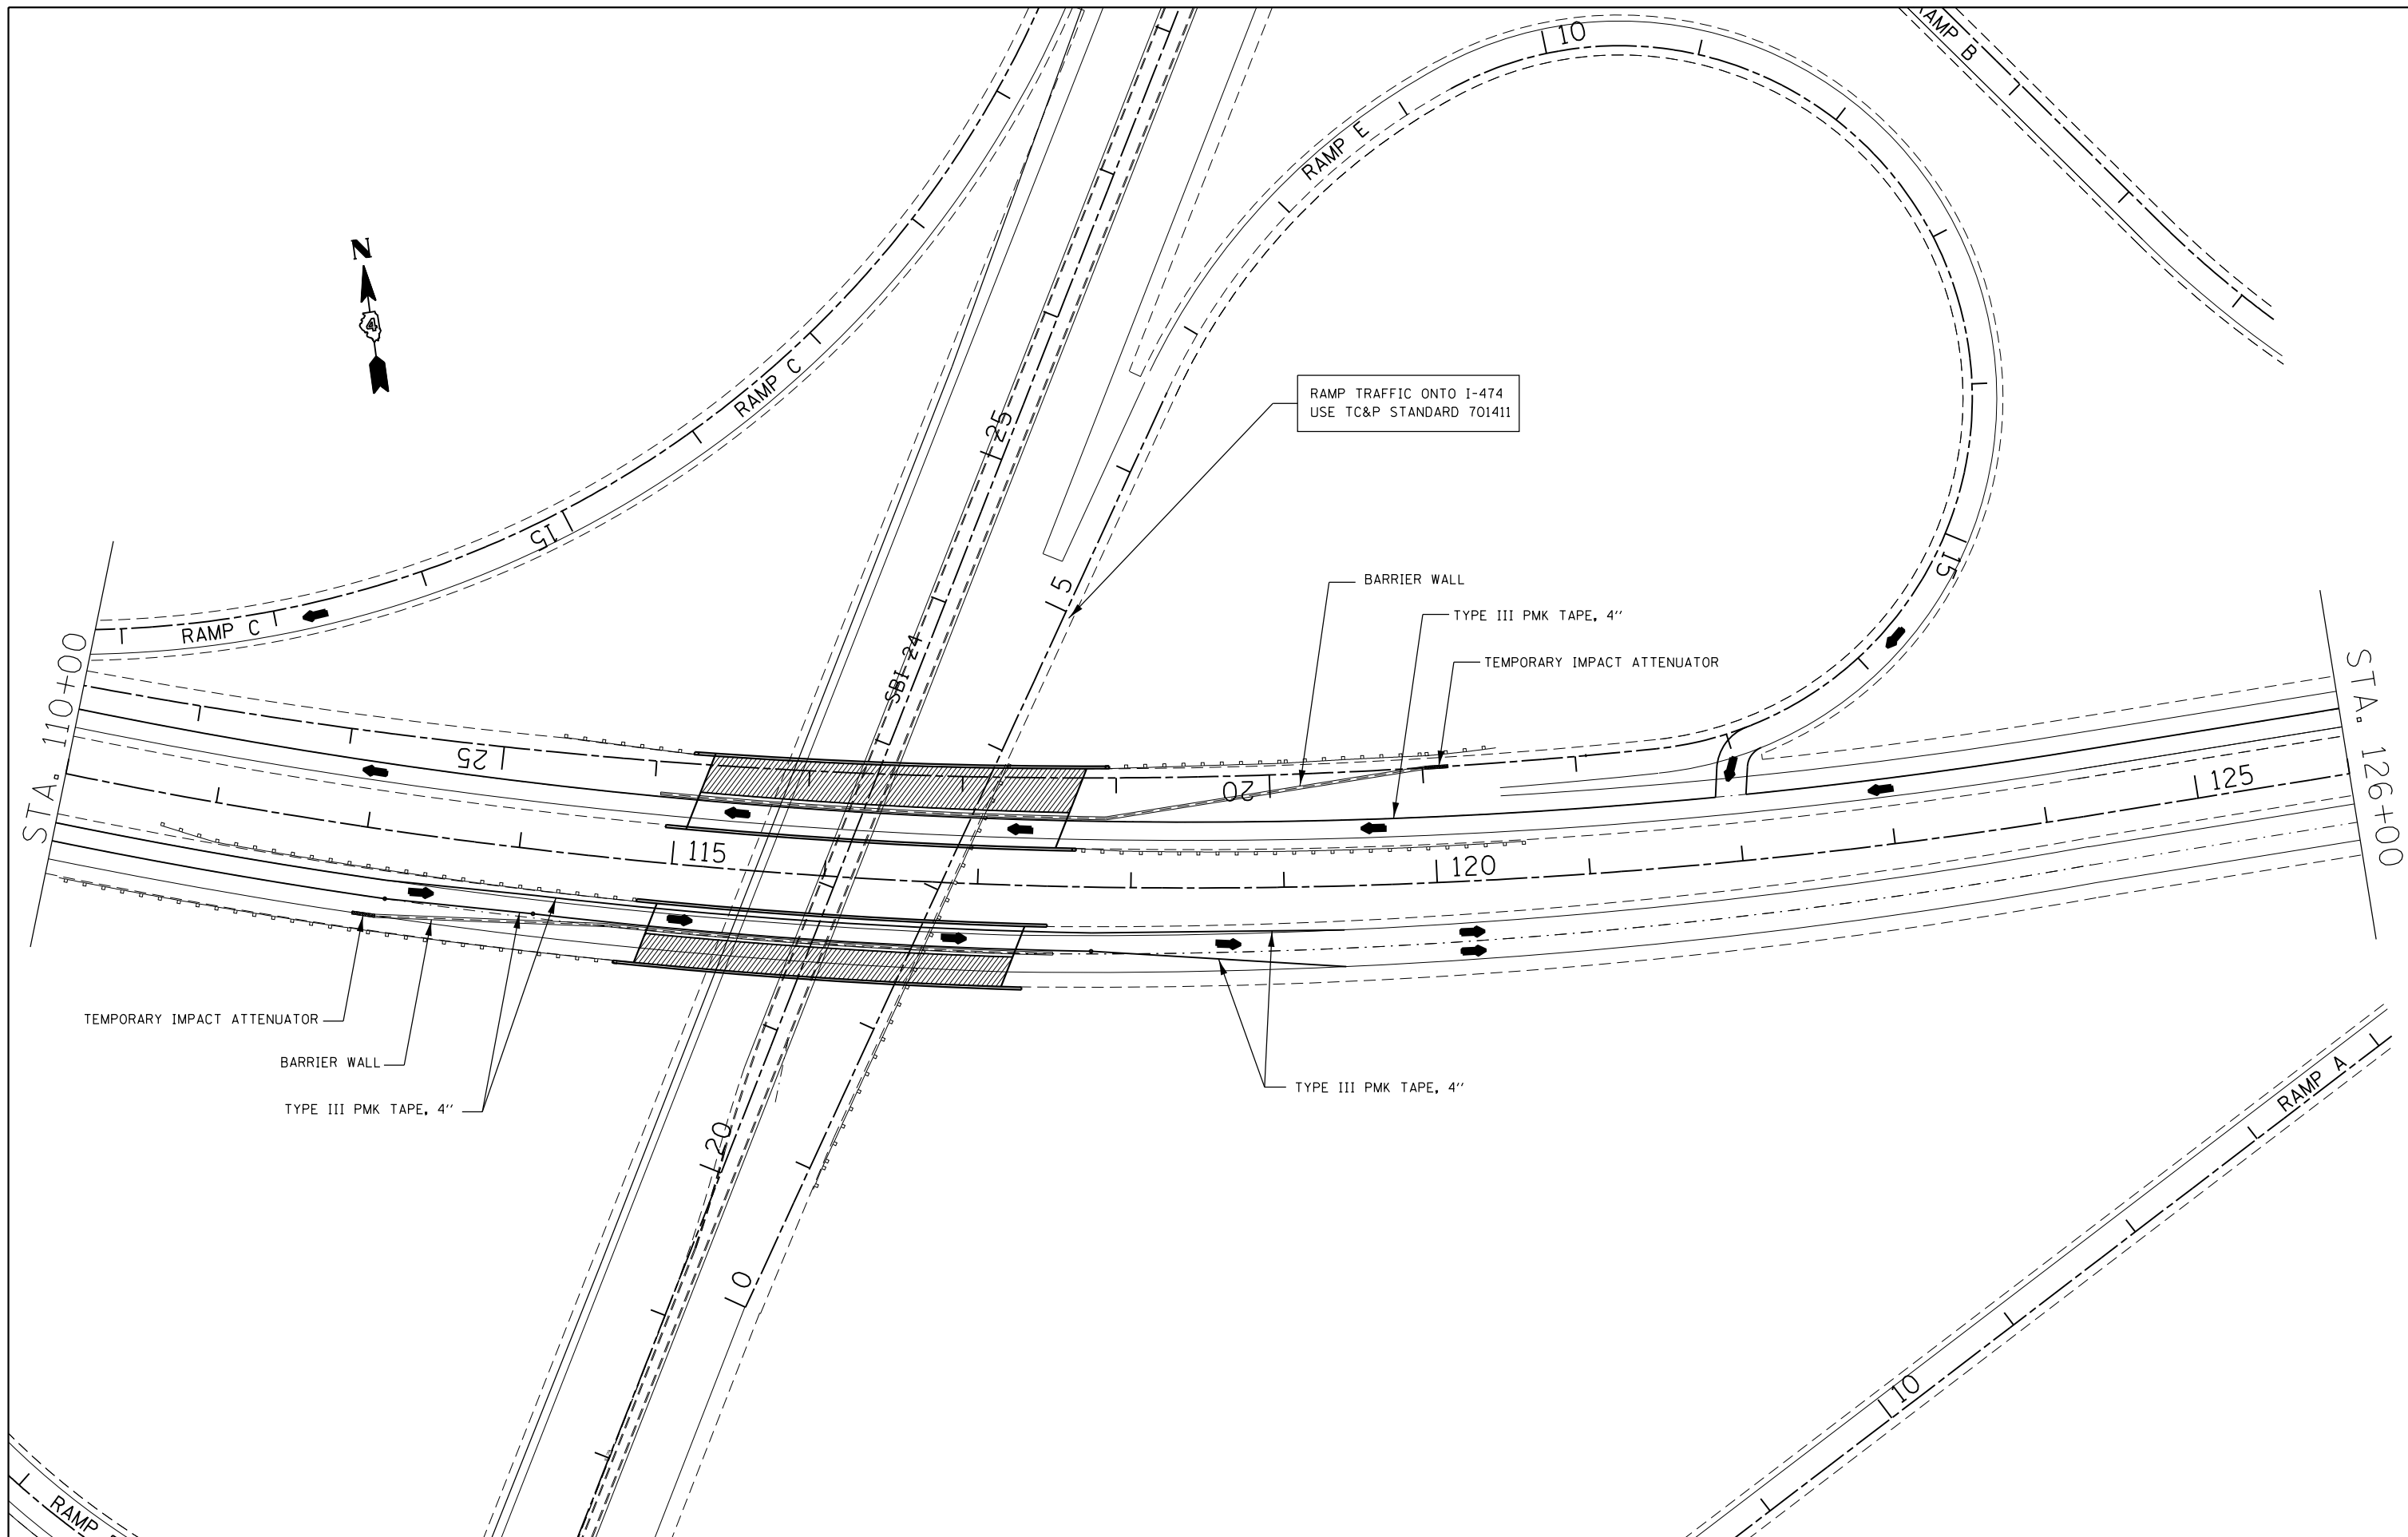 10
RAMP B
RAMP E
N
4
RAMP C
RAMP TRAFFIC ONTO I-474
USE TC&P STANDARD 701411
25
15
15
5
BARRIER WALL
TYPE III PMK TAPE, 4''
RAMP C
SBI 24
TEMPORARY IMPACT ATTENUATOR
STA. 110+00
STA. 126+00
25
20
125
115
120
TEMPORARY IMPACT ATTENUATOR
BARRIER WALL
TYPE III PMK TAPE, 4''
TYPE III PMK TAPE, 4''
RAMP A
20
0
10
RAMP